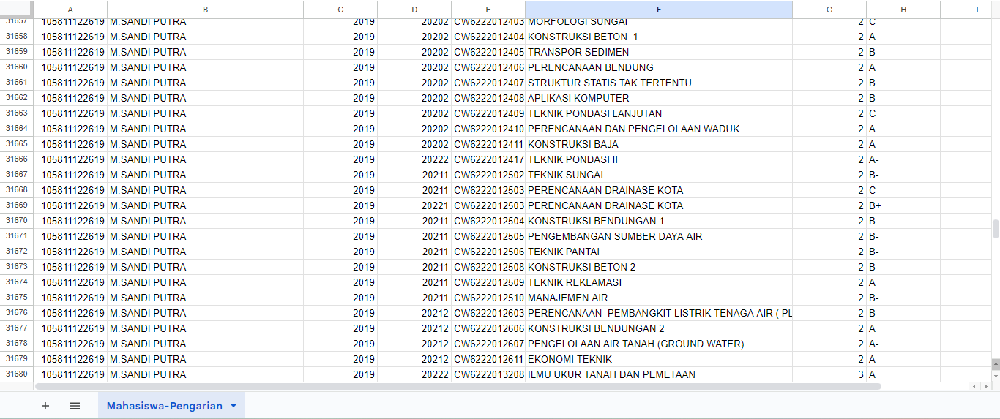 A B C D E F G H I
31657 105811122619 M.SANDI PUTRA 2019 20202 CW6222012403 MORFOLOGI SUNGAI 2 C
31658 105811122619 M.SANDI PUTRA 2019 20202 CW6222012404 KONSTRUKSI BETON  1 2 A
31659 105811122619 M.SANDI PUTRA 2019 20202 CW6222012405 TRANSPOR SEDIMEN 2 B
31660 105811122619 M.SANDI PUTRA 2019 20202 CW6222012406 PERENCANAAN BENDUNG 2 A
31661 105811122619 M.SANDI PUTRA 2019 20202 CW6222012407 STRUKTUR STATIS TAK TERTENTU 2 B
31662 105811122619 M.SANDI PUTRA 2019 20202 CW6222012408 APLIKASI KOMPUTER 2 B
31663 105811122619 M.SANDI PUTRA 2019 20202 CW6222012409 TEKNIK PONDASI LANJUTAN 2 C
31664 105811122619 M.SANDI PUTRA 2019 20202 CW6222012410 PERENCANAAN DAN PENGELOLAAN WADUK 2 A
31665 105811122619 M.SANDI PUTRA 2019 20202 CW6222012411 KONSTRUKSI BAJA 2 A
31666 105811122619 M.SANDI PUTRA 2019 20222 CW6222012417 TEKNIK PONDASI II 2 A-
31667 105811122619 M.SANDI PUTRA 2019 20211 CW6222012502 TEKNIK SUNGAI 2 B-
31668 105811122619 M.SANDI PUTRA 2019 20211 CW6222012503 PERENCANAAN DRAINASE KOTA 2 C
31669 105811122619 M.SANDI PUTRA 2019 20221 CW6222012503 PERENCANAAN DRAINASE KOTA 2 B+
31670 105811122619 M.SANDI PUTRA 2019 20211 CW6222012504 KONSTRUKSI BENDUNGAN 1 2 B
31671 105811122619 M.SANDI PUTRA 2019 20211 CW6222012505 PENGEMBANGAN SUMBER DAYA AIR 2 B-
31672 105811122619 M.SANDI PUTRA 2019 20211 CW6222012506 TEKNIK PANTAI 2 B-
31673 105811122619 M.SANDI PUTRA 2019 20211 CW6222012508 KONSTRUKSI BETON 2 2 B-
31674 105811122619 M.SANDI PUTRA 2019 20211 CW6222012509 TEKNIK REKLAMASI 2 A
31675 105811122619 M.SANDI PUTRA 2019 20211 CW6222012510 MANAJEMEN AIR 2 B-
31676 105811122619 M.SANDI PUTRA 2019 20212 CW6222012603 PERENCANAAN  PEMBANGKIT LISTRIK TENAGA AIR ( PL 2 B-
31677 105811122619 M.SANDI PUTRA 2019 20212 CW6222012606 KONSTRUKSI BENDUNGAN 2 2 A
31678 105811122619 M.SANDI PUTRA 2019 20212 CW6222012607 PENGELOLAAN AIR TANAH (GROUND WATER) 2 A-
31679 105811122619 M.SANDI PUTRA 2019 20212 CW6222012611 EKONOMI TEKNIK 2 A
31680 105811122619 M.SANDI PUTRA 2019 20222 CW6222013208 ILMU UKUR TANAH DAN PEMETAAN 3 A
Mahasiswa-Pengarian